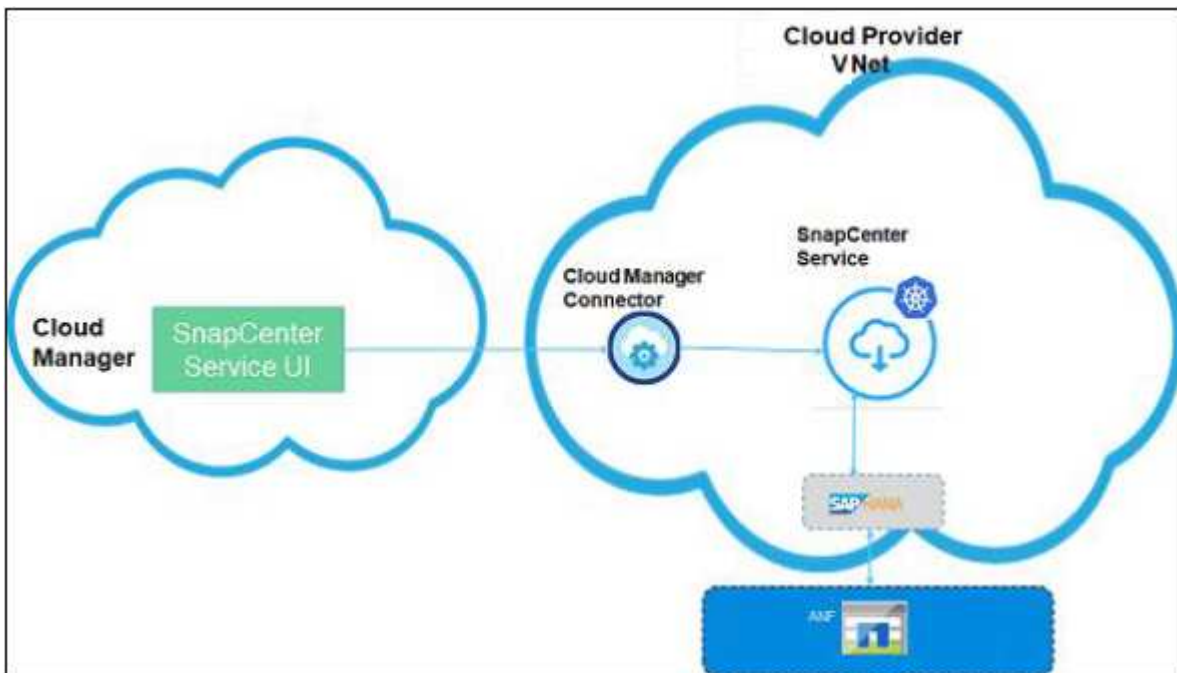 Cloud Provider
VNet
Cloud Manager
SnapCenter
Service UI
Cloud Manager
Connector
SnapCenter
Service
SAP HANA
ANF